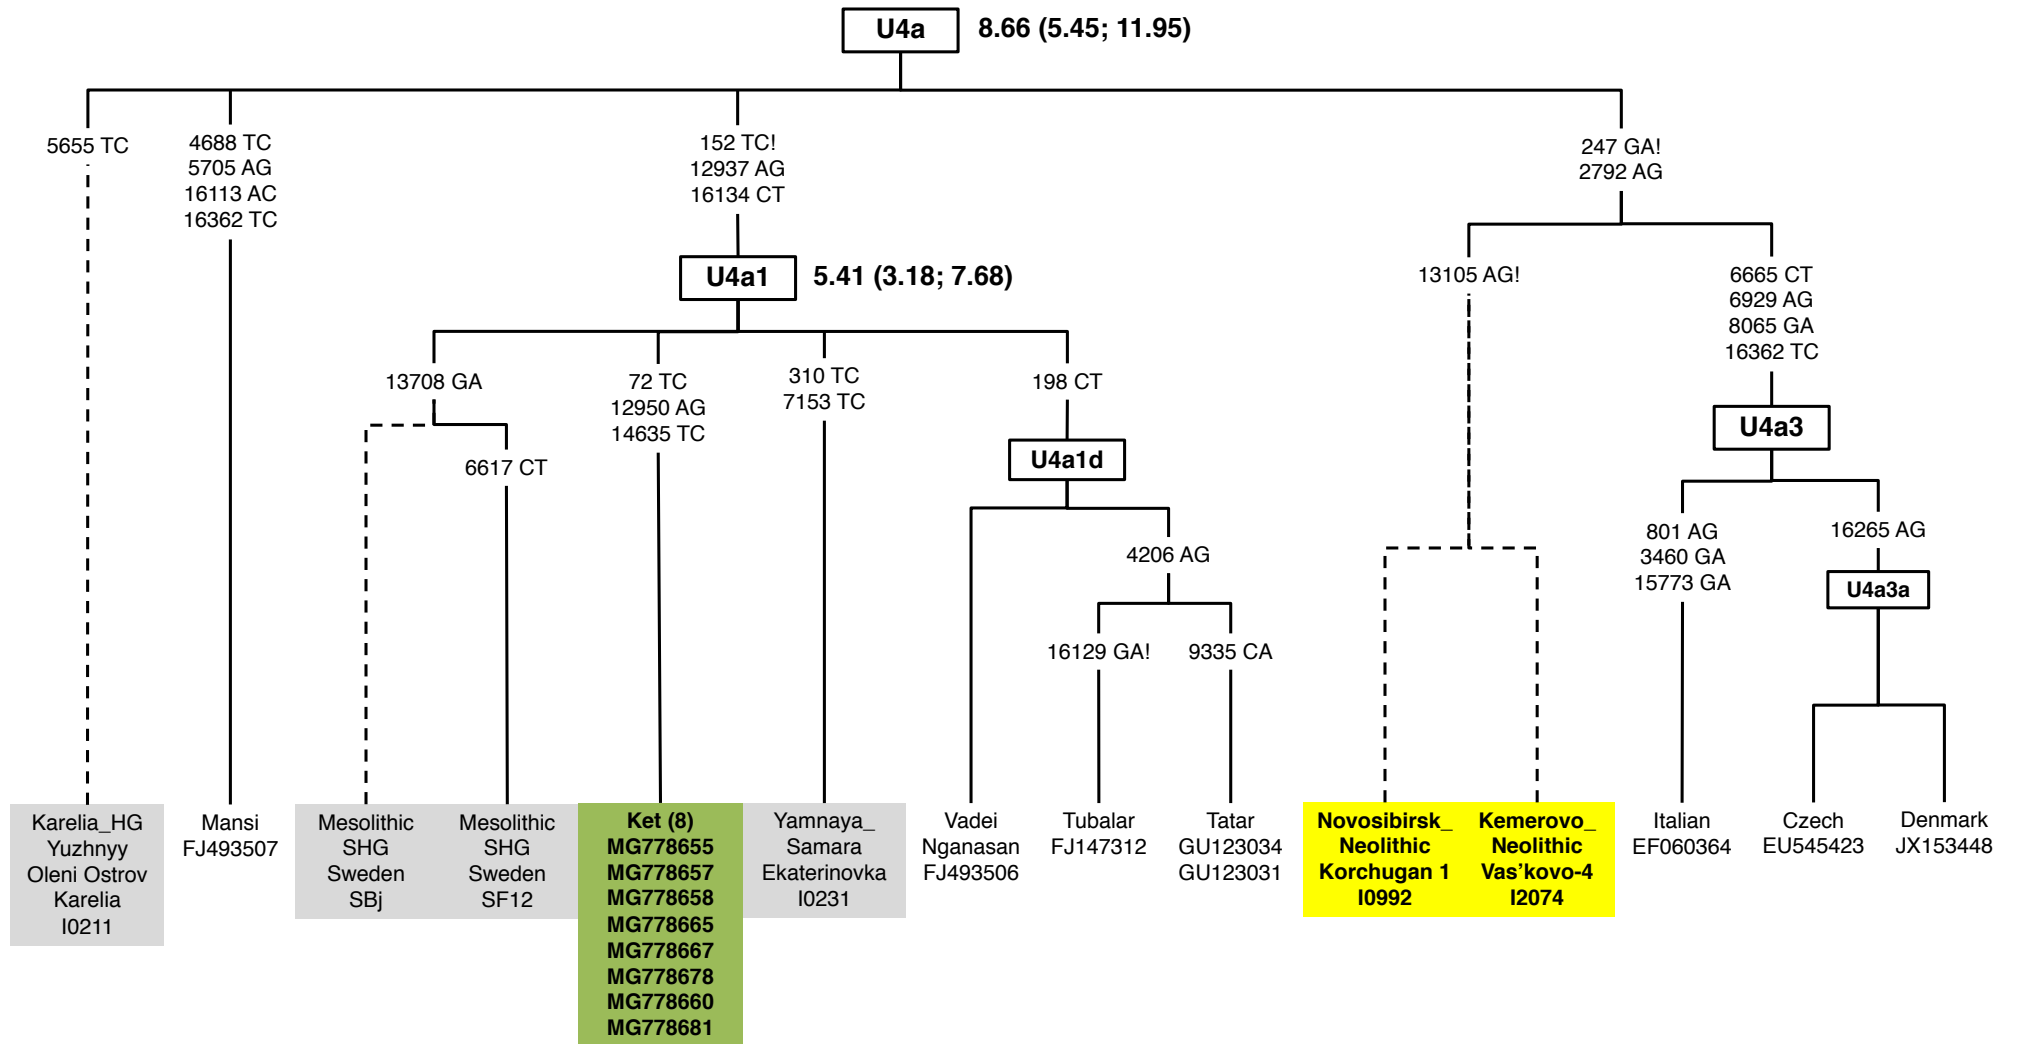 U4a
8.66 (5.45; 11.95)
5655 TC
4688 TC
5705 AG
16113 AC
16362 TC
152 TC!
12937 AG
16134 CT
247 GA!
2792 AG
U4a1
5.41 (3.18; 7.68)
13105 AG!
6665 CT
6929 AG
8065 GA
16362 TC
13708 GA
72 TC
12950 AG
14635 TC
310 TC
7153 TC
198 CT
U4a3
6617 CT
U4a1d
801 AG
3460 GA
15773 GA
16265 AG
4206 AG
U4a3a
16129 GA!
9335 CA
Karelia_HG
Yuzhnyy
Oleni Ostrov
Karelia
I0211
Mansi
FJ493507
Mesolithic
SHG
Sweden
SBj
Mesolithic
SHG
Sweden
SF12
Ket (8)
MG778655
MG778657
MG778658
MG778665
MG778667
MG778678
MG778660
MG778681
Yamnaya_
Samara
Ekaterinovka
I0231
Vadei
Nganasan
FJ493506
Tubalar
FJ147312
Tatar
GU123034
GU123031
Novosibirsk_
Neolithic
Korchugan 1
I0992
Kemerovo_
Neolithic
Vas’kovo-4
I2074
Italian
EF060364
Czech
EU545423
Denmark
JX153448